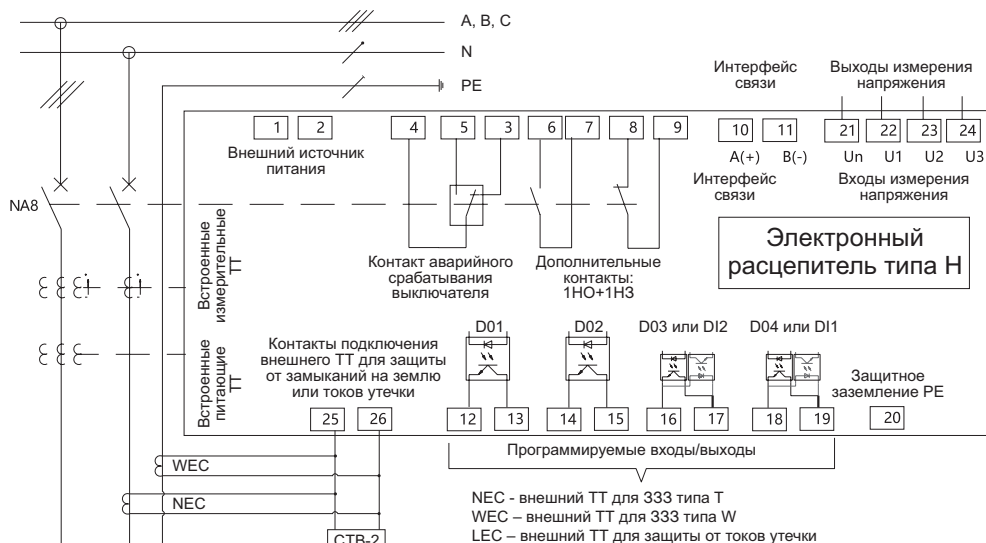 A, B, C
N
PE
Интерфейс
связи
Выходы измерения
напряжения
1 2 4 5 3 6 7 8 9 10 11 21 22 23 24
A(+) B(-) Un U1 U2 U3
Внешний источник
питания
Интерфейс
связи
Входы измерения
напряжения
NA8
Встроенные
измерительные
ТТ
Контакт аварийного
срабатывания
выключателя
Дополнительные
контакты:
1НО+1НЗ
Электронный
расцепитель типа Н
Встроенные
питающие
ТТ
Контакты подключения
внешнего ТТ для защиты
от замыканий на землю
или токов утечки
D01 D02 D03 или DI2 D04 или DI1
Защитное
заземление PE
25 26 12 13 14 15 16 17 18 19 20
Программируемые входы/выходы
WEC
NEC
NEC - внешний ТТ для ЗЗЗ типа Т
WEC – внешний ТТ для ЗЗЗ типа W
LEC – внешний ТТ для защиты от токов утечки
СТВ-2